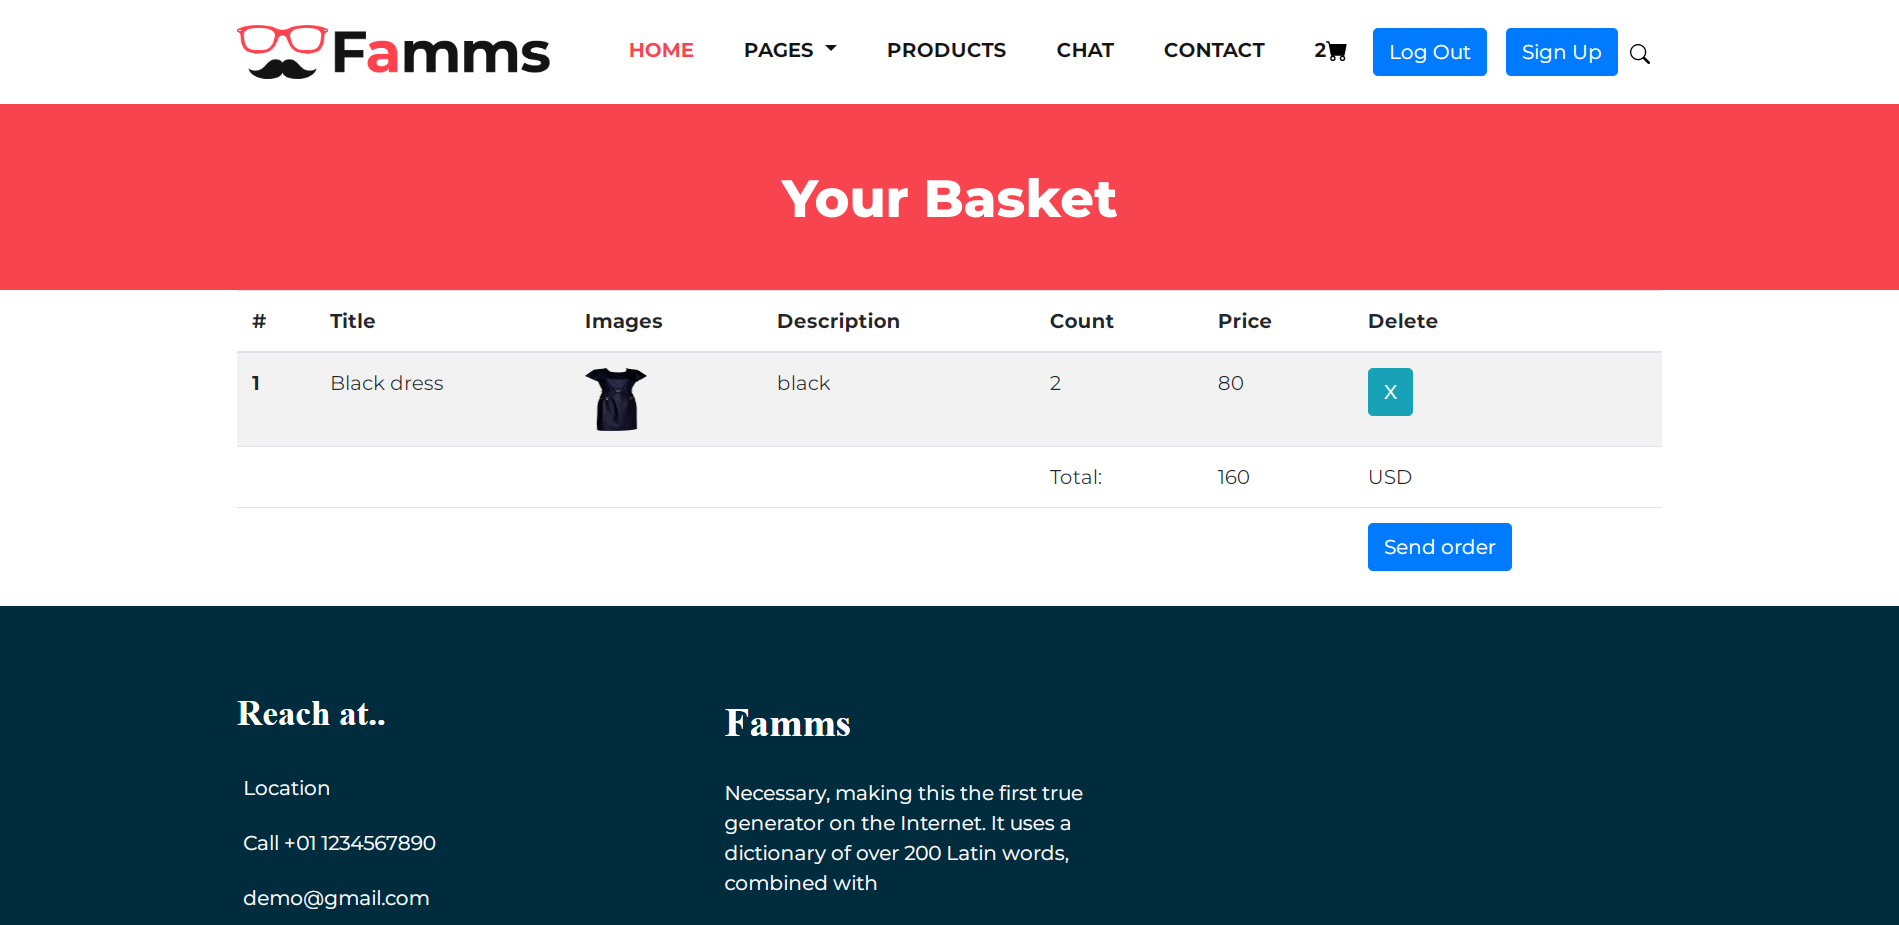 Famms
HOME PAGES PRODUCTS CHAT CONTACT 2 Log Out Sign Up
Your Basket
# Title Images Description Count Price Delete
1 Black dress black 2 80 X
Total: 160 USD
Send order
Reach at..
Location
Call +01 1234567890
demo@gmail.com
Famms
Necessary, making this the first true
generator on the Internet. It uses a
dictionary of over 200 Latin words,
combined with